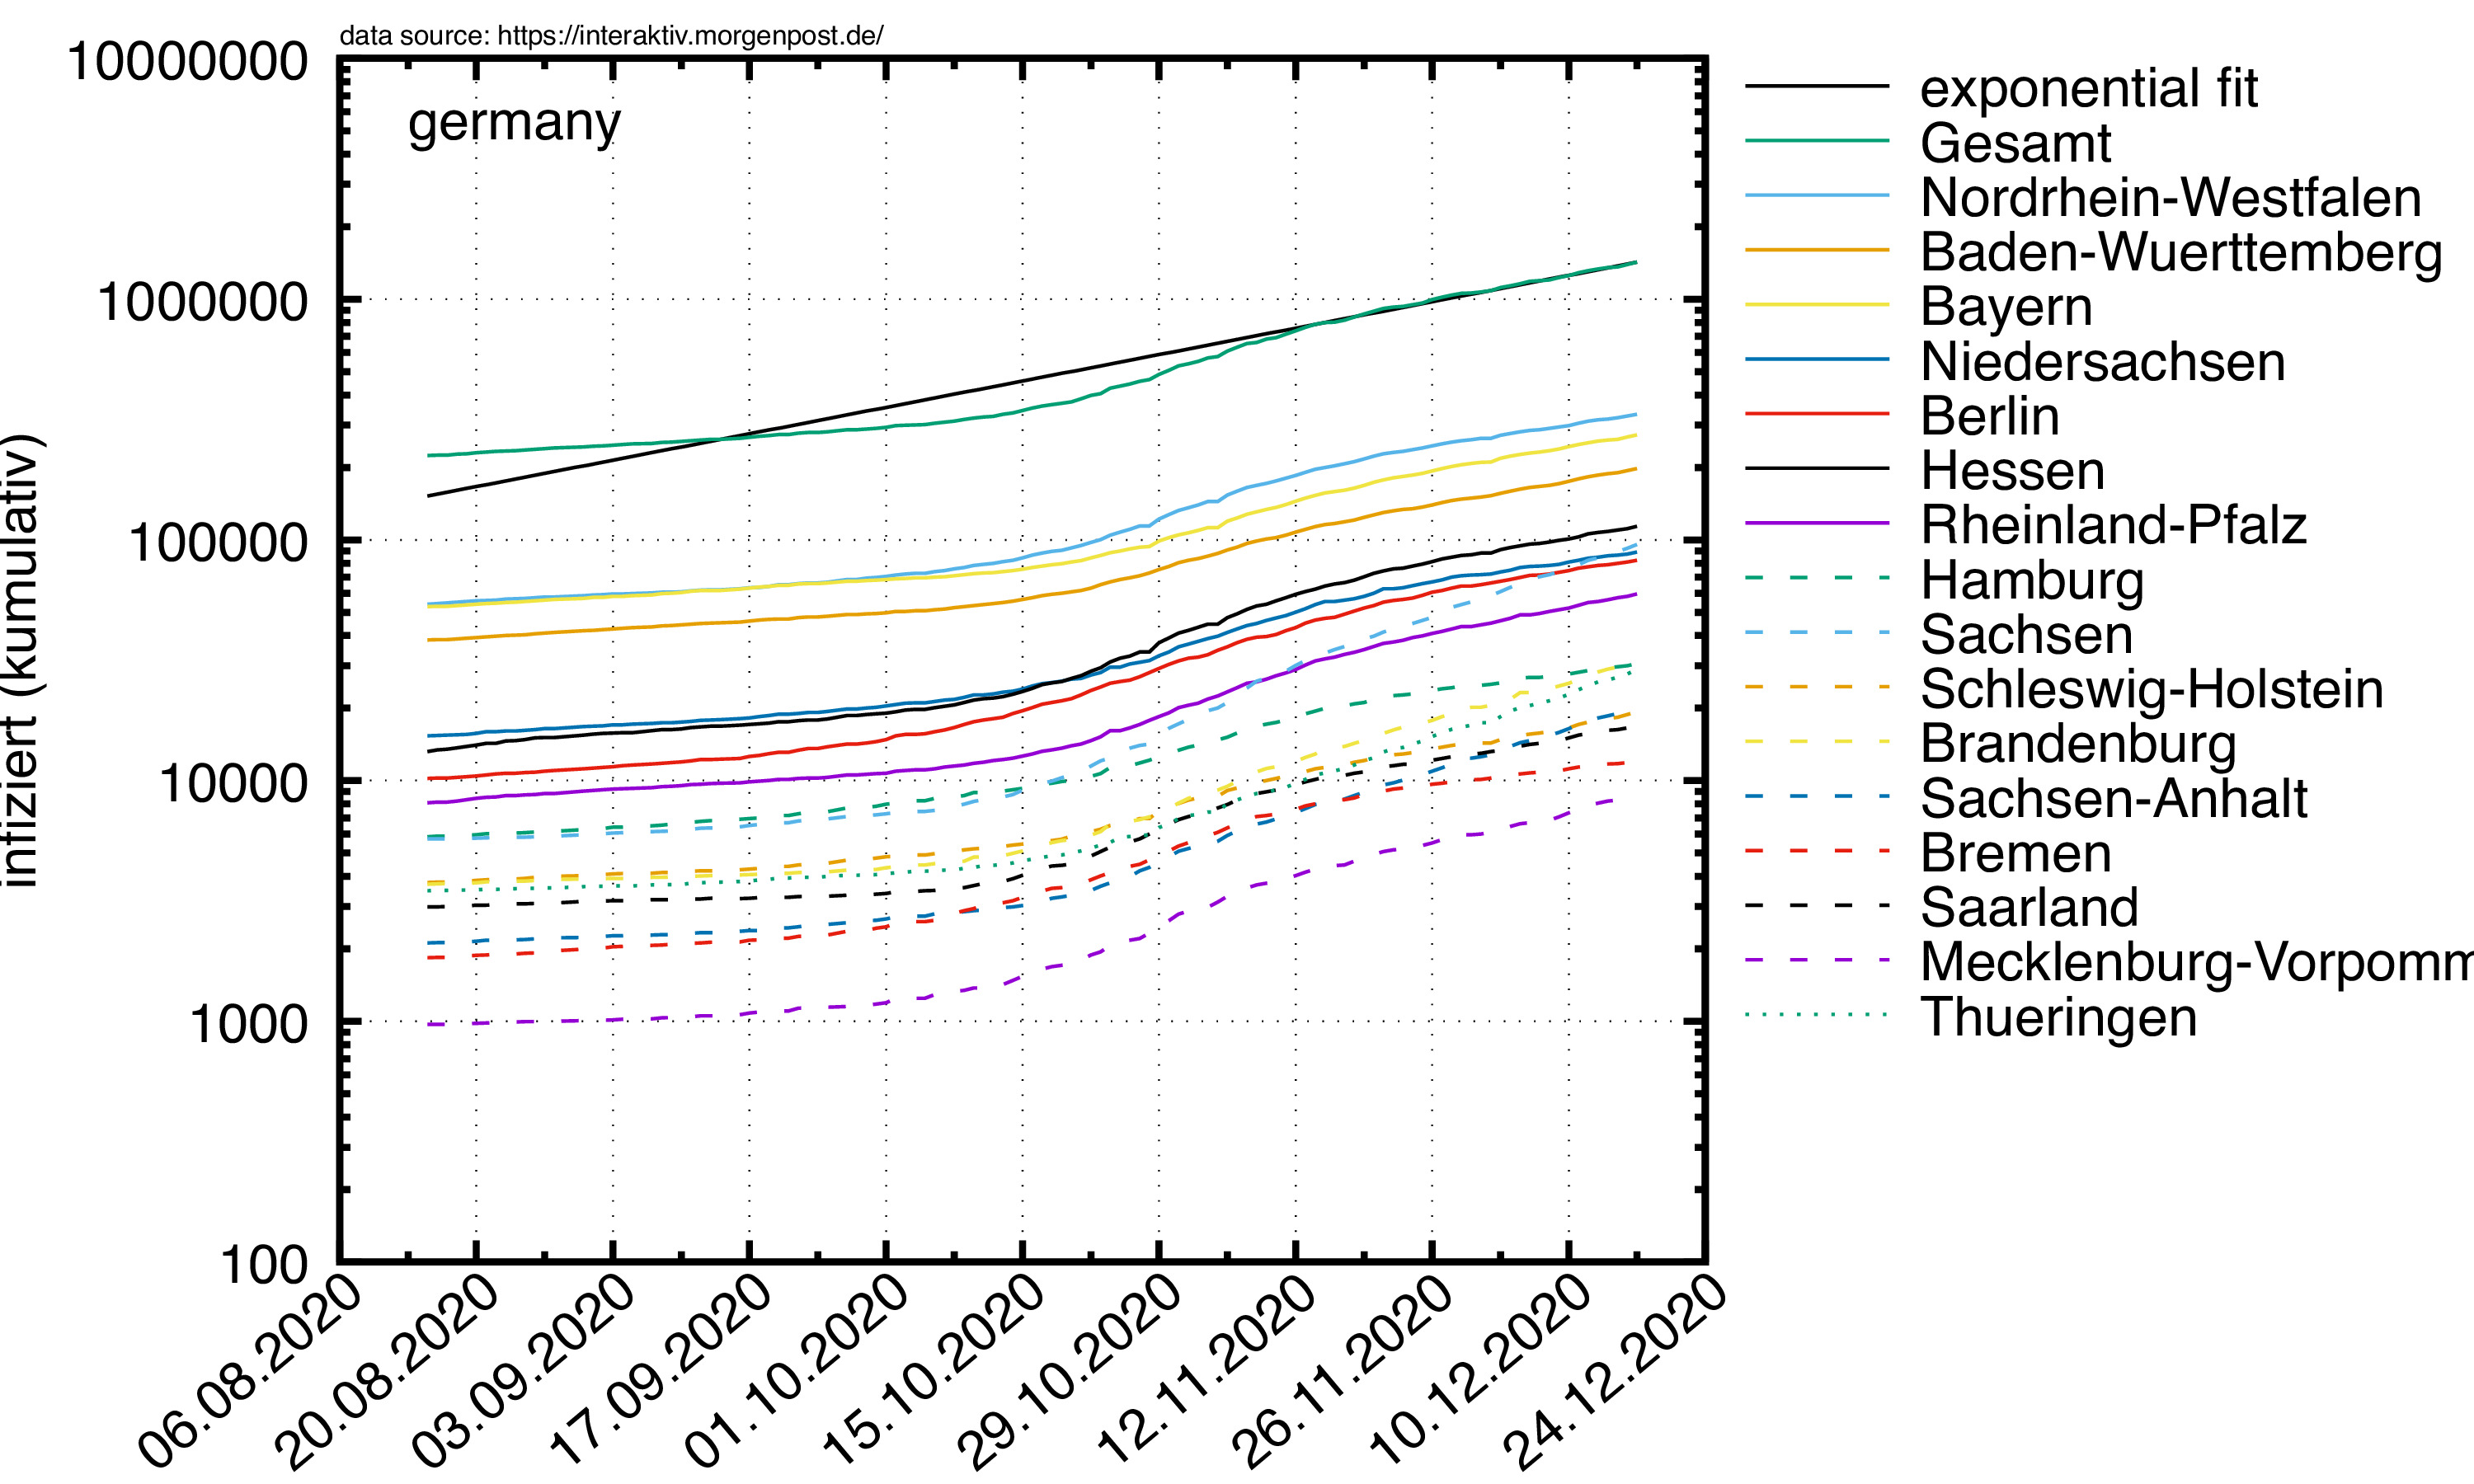 data source: https://interaktiv.morgenpost.de/
germany
infiziert (kumulativ)
10000000
1000000
100000
10000
1000
100
06.08.2020
20.08.2020
03.09.2020
17.09.2020
01.10.2020
15.10.2020
29.10.2020
12.11.2020
26.11.2020
10.12.2020
24.12.2020
exponential fit
Gesamt
Nordrhein-Westfalen
Baden-Wuerttemberg
Bayern
Niedersachsen
Berlin
Hessen
Rheinland-Pfalz
Hamburg
Sachsen
Schleswig-Holstein
Brandenburg
Sachsen-Anhalt
Bremen
Saarland
Mecklenburg-Vorpomm
Thueringen